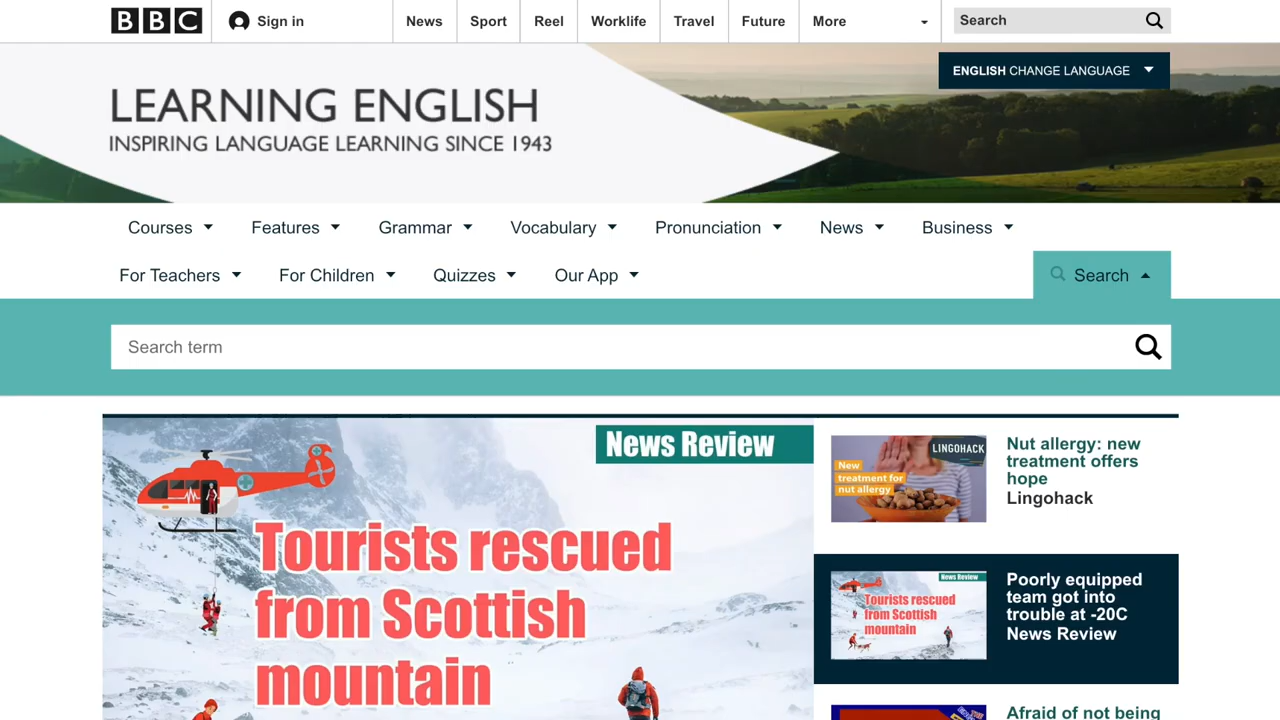 BBC
Sign in
News
Sport
Reel
Worklife
Travel
Future
More
Search
ENGLISH CHANGE LANGUAGE
LEARNING ENGLISH
INSPIRING LANGUAGE LEARNING SINCE 1943
Courses
Features
Grammar
Vocabulary
Pronunciation
News
Business
For Teachers
For Children
Quizzes
Our App
Search
Search term
News Review
Tourists rescued
from Scottish
mountain
LINGOHACK
New
treatment for
nut allergy
Nut allergy: new
treatment offers
hope
Lingohack
News Review
Tourists rescued
from Scottish
mountain
Poorly equipped
team got into
trouble at -20C
News Review
Afraid of not being